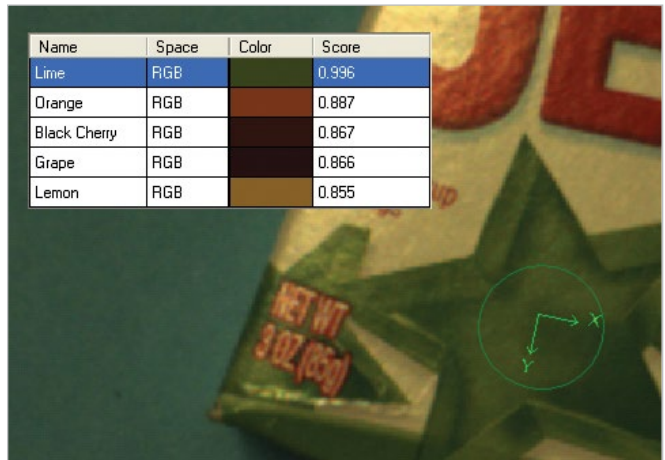 Name Space Color Score
Lime RGB 0.996
Orange RGB 0.887
Black Cherry RGB 0.867
Grape RGB 0.866
Lemon RGB 0.855
up
NET WT
3 OZ (85g)
X
Y